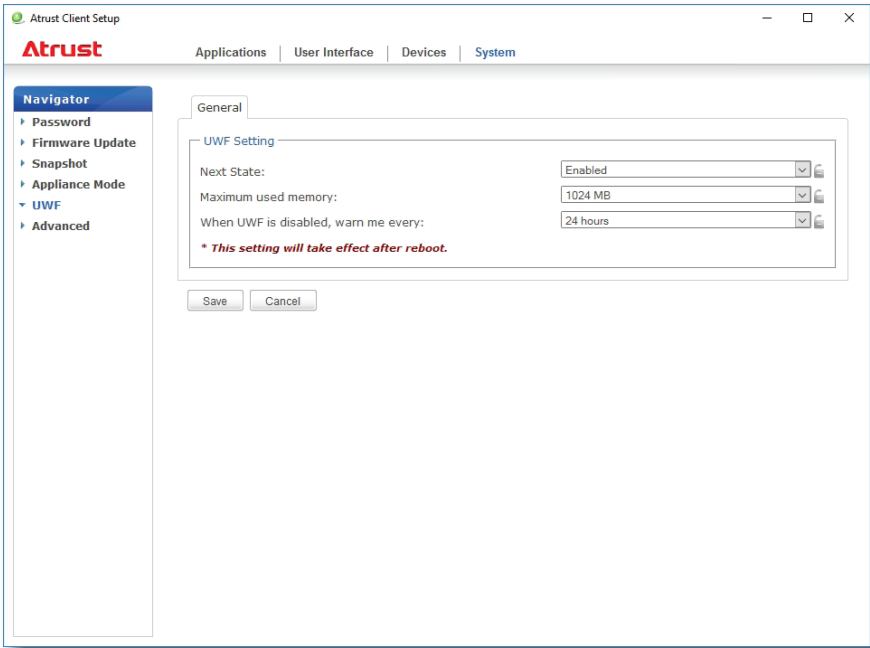 Atrust Client Setup
Atrust
Applications | User Interface | Devices | System
Navigator
Password
Firmware Update
Snapshot
Appliance Mode
UWF
Advanced
General
UWF Setting
Next State: Enabled
Maximum used memory: 1024 MB
When UWF is disabled, warn me every: 24 hours
* This setting will take effect after reboot.
Save Cancel